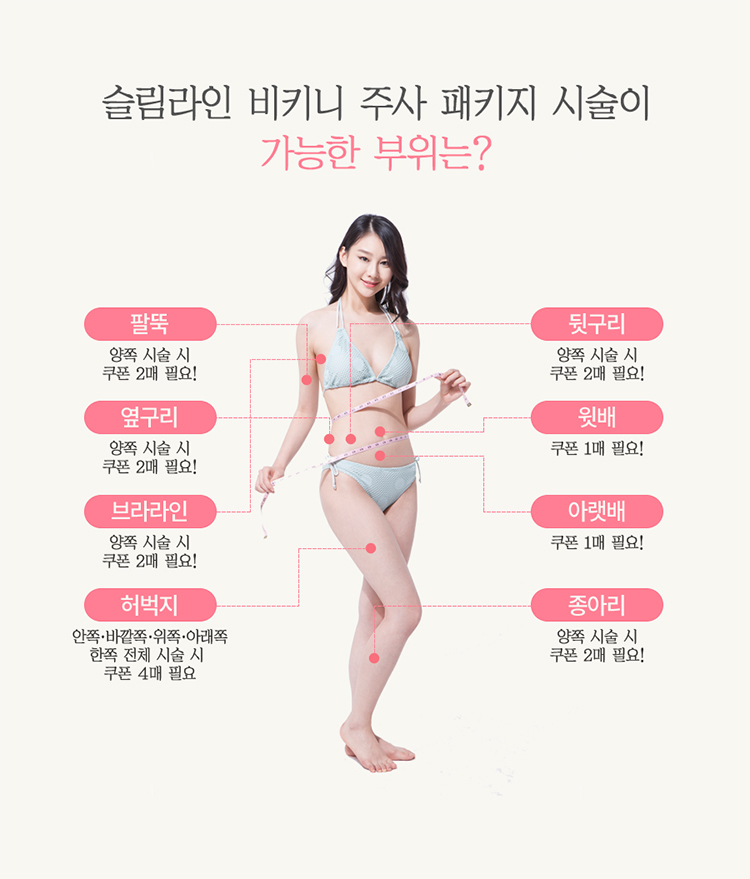 슬림라인 비키니 주사 패키지 시술이
가능한 부위는?
팔뚝
양쪽 시술 시
쿠폰 2매 필요!
옆구리
양쪽 시술 시
쿠폰 2매 필요!
브라라인
양쪽 시술 시
쿠폰 2매 필요!
허벅지
안쪽·바깥쪽·위쪽·아래쪽
한쪽 전체 시술 시
쿠폰 4매 필요
뒷구리
양쪽 시술 시
쿠폰 2매 필요!
윗배
쿠폰 1매 필요!
아랫배
쿠폰 1매 필요!
종아리
양쪽 시술 시
쿠폰 2매 필요!